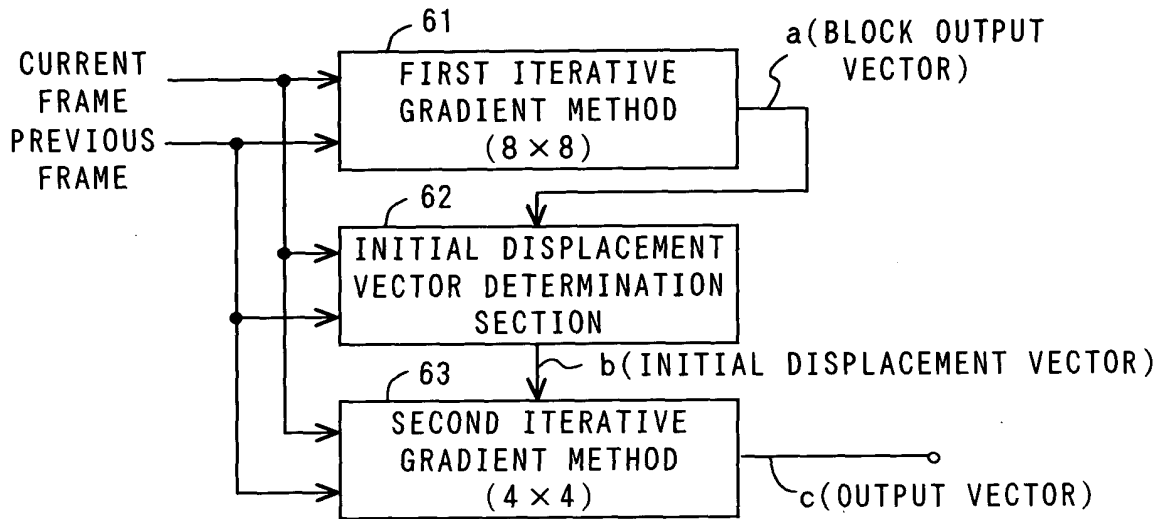 CURRENT
FRAME
PREVIOUS
FRAME
61
FIRST ITERATIVE
GRADIENT METHOD
(8×8)
a(BLOCK OUTPUT
VECTOR)
62
INITIAL DISPLACEMENT
VECTOR DETERMINATION
SECTION
b(INITIAL DISPLACEMENT VECTOR)
63
SECOND ITERATIVE
GRADIENT METHOD
(4×4)
c(OUTPUT VECTOR)